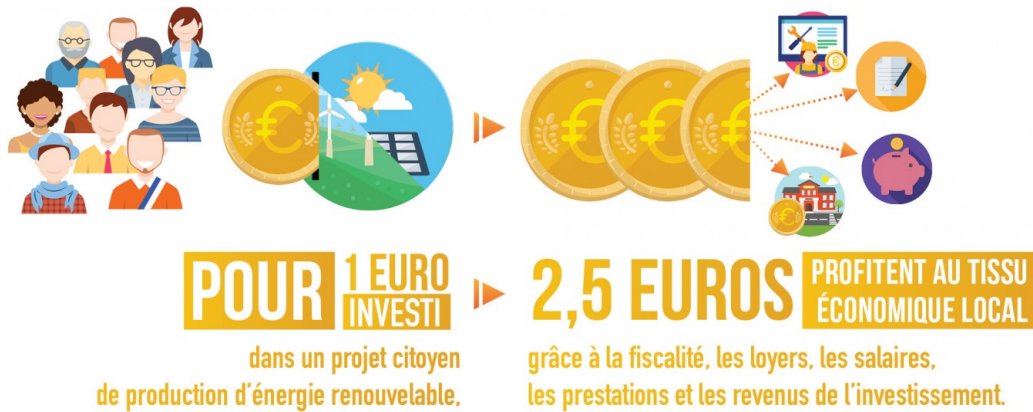 POUR 1 EURO
INVESTI
dans un projet citoyen
de production d'énergie renouvelable,
2,5 EUROS PROFITENT AU TISSU
ÉCONOMIQUE LOCAL
grâce à la fiscalité, les loyers, les salaires,
les prestations et les revenus de l'investissement.